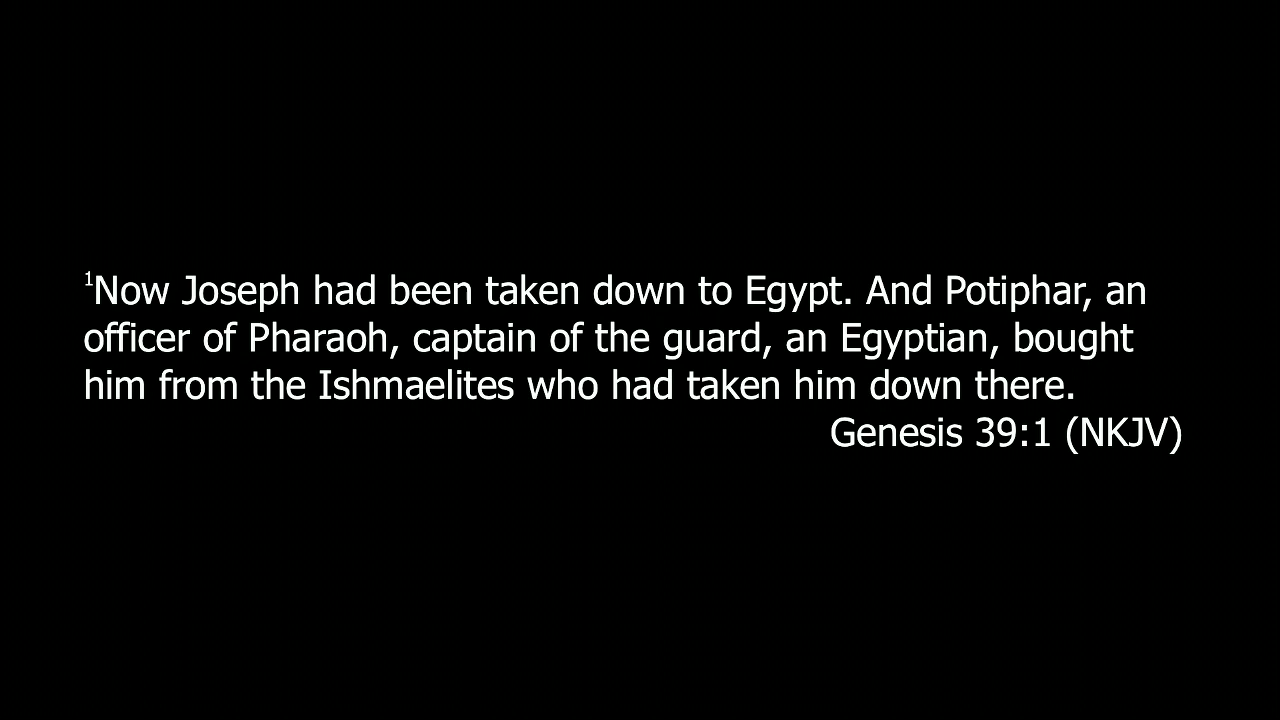 ¹Now Joseph had been taken down to Egypt. And Potiphar, an
officer of Pharaoh, captain of the guard, an Egyptian, bought
him from the Ishmaelites who had taken him down there.
Genesis 39:1 (NKJV)